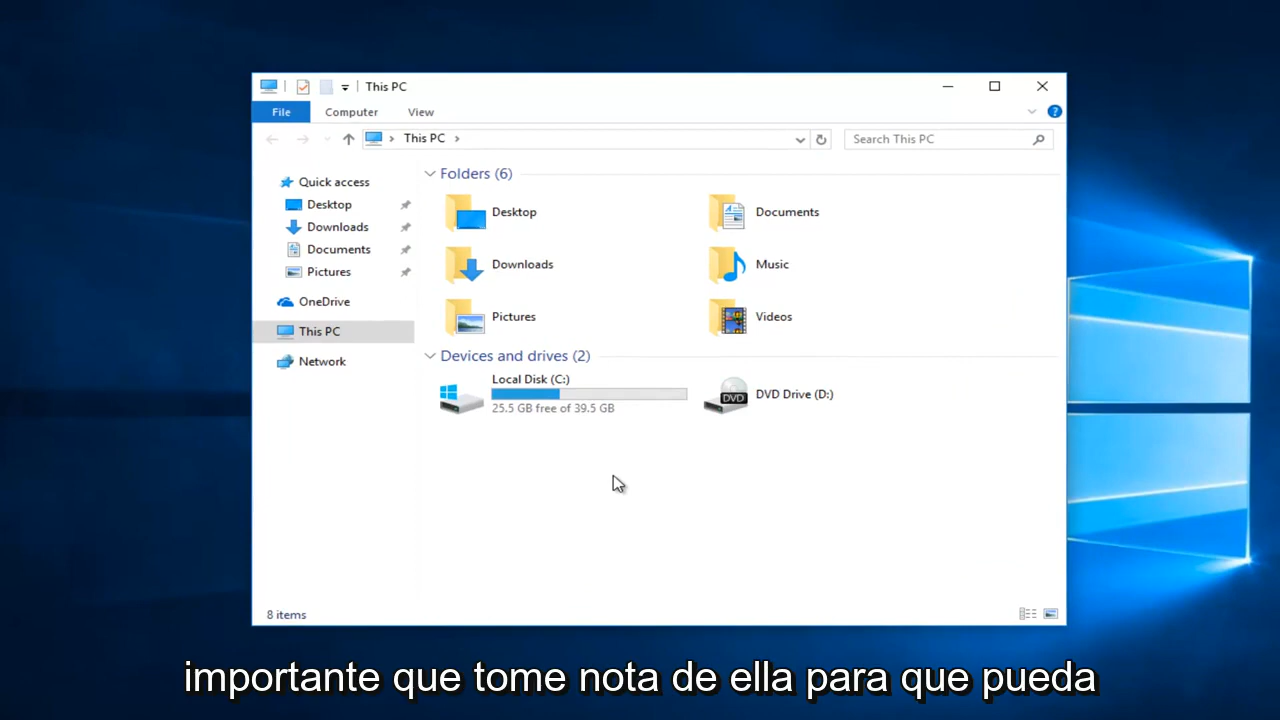 This PC
File Computer View
This PC
Search This PC
Quick access
Desktop
Downloads
Documents
Pictures
OneDrive
This PC
Network
Folders (6)
Desktop
Documents
Downloads
Music
Pictures
Videos
Devices and drives (2)
Local Disk (C:)
25.5 GB free of 39.5 GB
DVD
DVD Drive (D:)
8 items
importante que tome nota de ella para que pueda